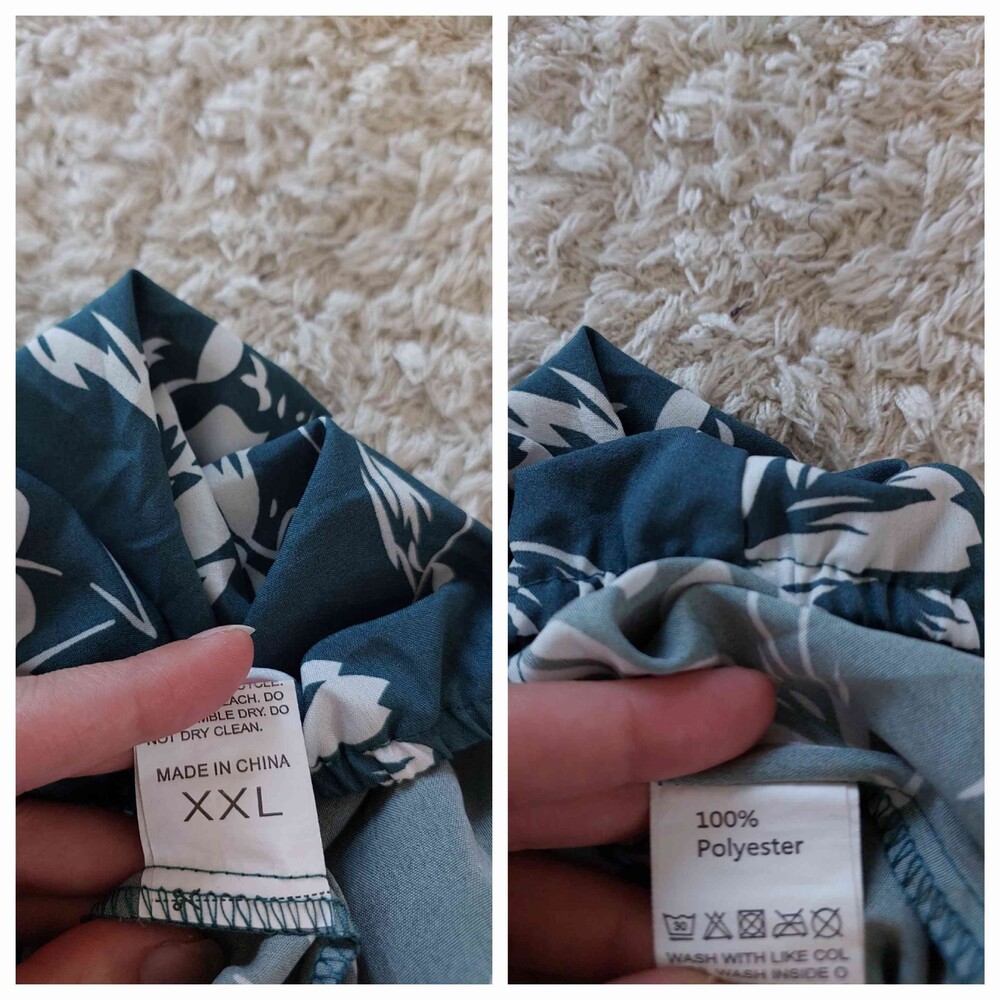 EACH. DO
DRY. DO
NOT DRY CLEAN.
MADE IN CHINA
XXL
100%
Polyester
30
WASH WITH LIKE COL
WASH INSIDE O